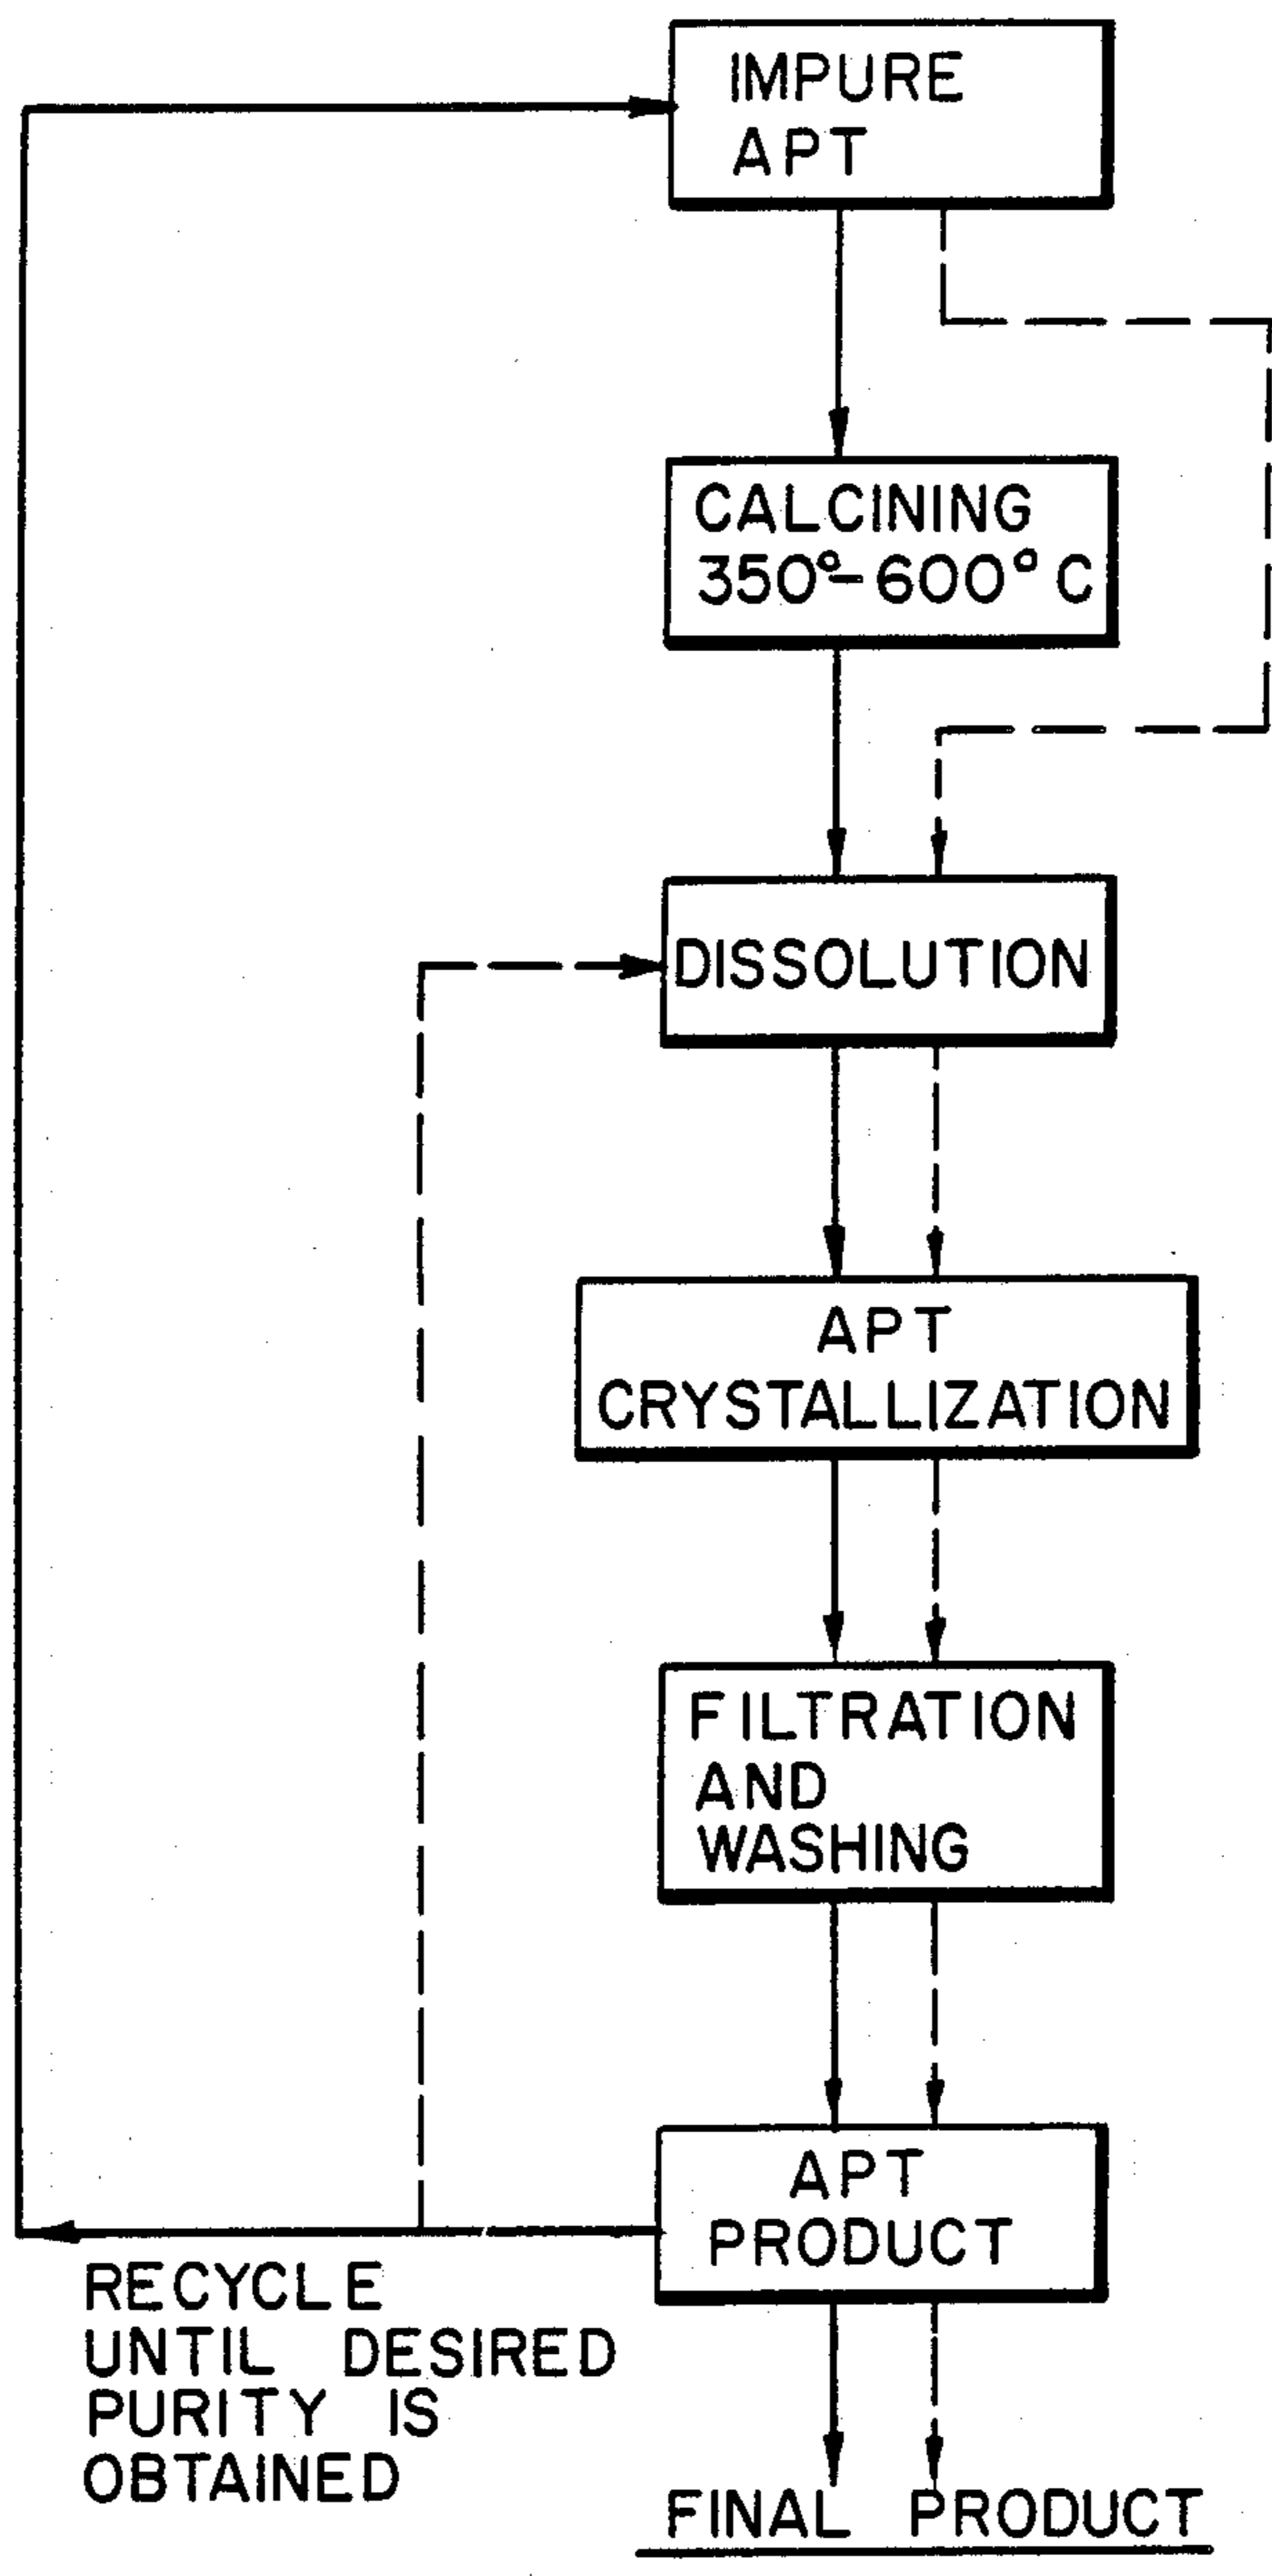 IMPURE
APT
CALCINING
350°-600° C
DISSOLUTION
APT
CRYSTALLIZATION
FILTRATION
AND
WASHING
APT
PRODUCT
RECYCLE
UNTIL DESIRED
PURITY IS
OBTAINED
FINAL PRODUCT